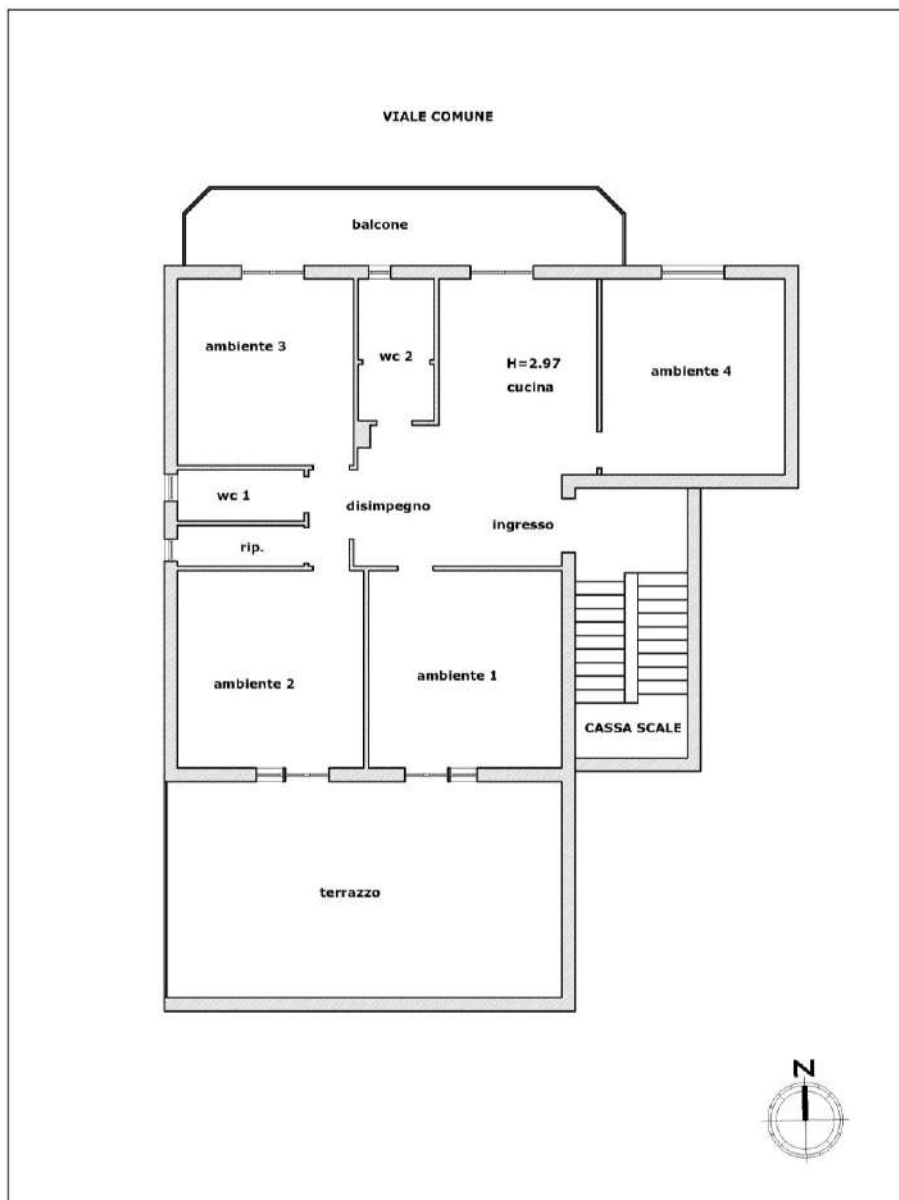 VIALE COMUNE
balcone
ambiente 3
wc 2
H=2.97
cucina
ambiente 4
wc 1
disimpegno
ingresso
rip.
ambiente 2
ambiente 1
CASSA SCALE
terrazzo
N